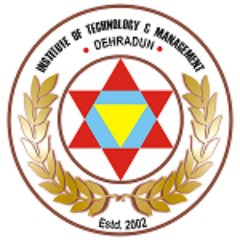 INSTITUTE OF TECHNOLOGY & MANAGEMENT
• DEHRADUN •
Estd. 2002